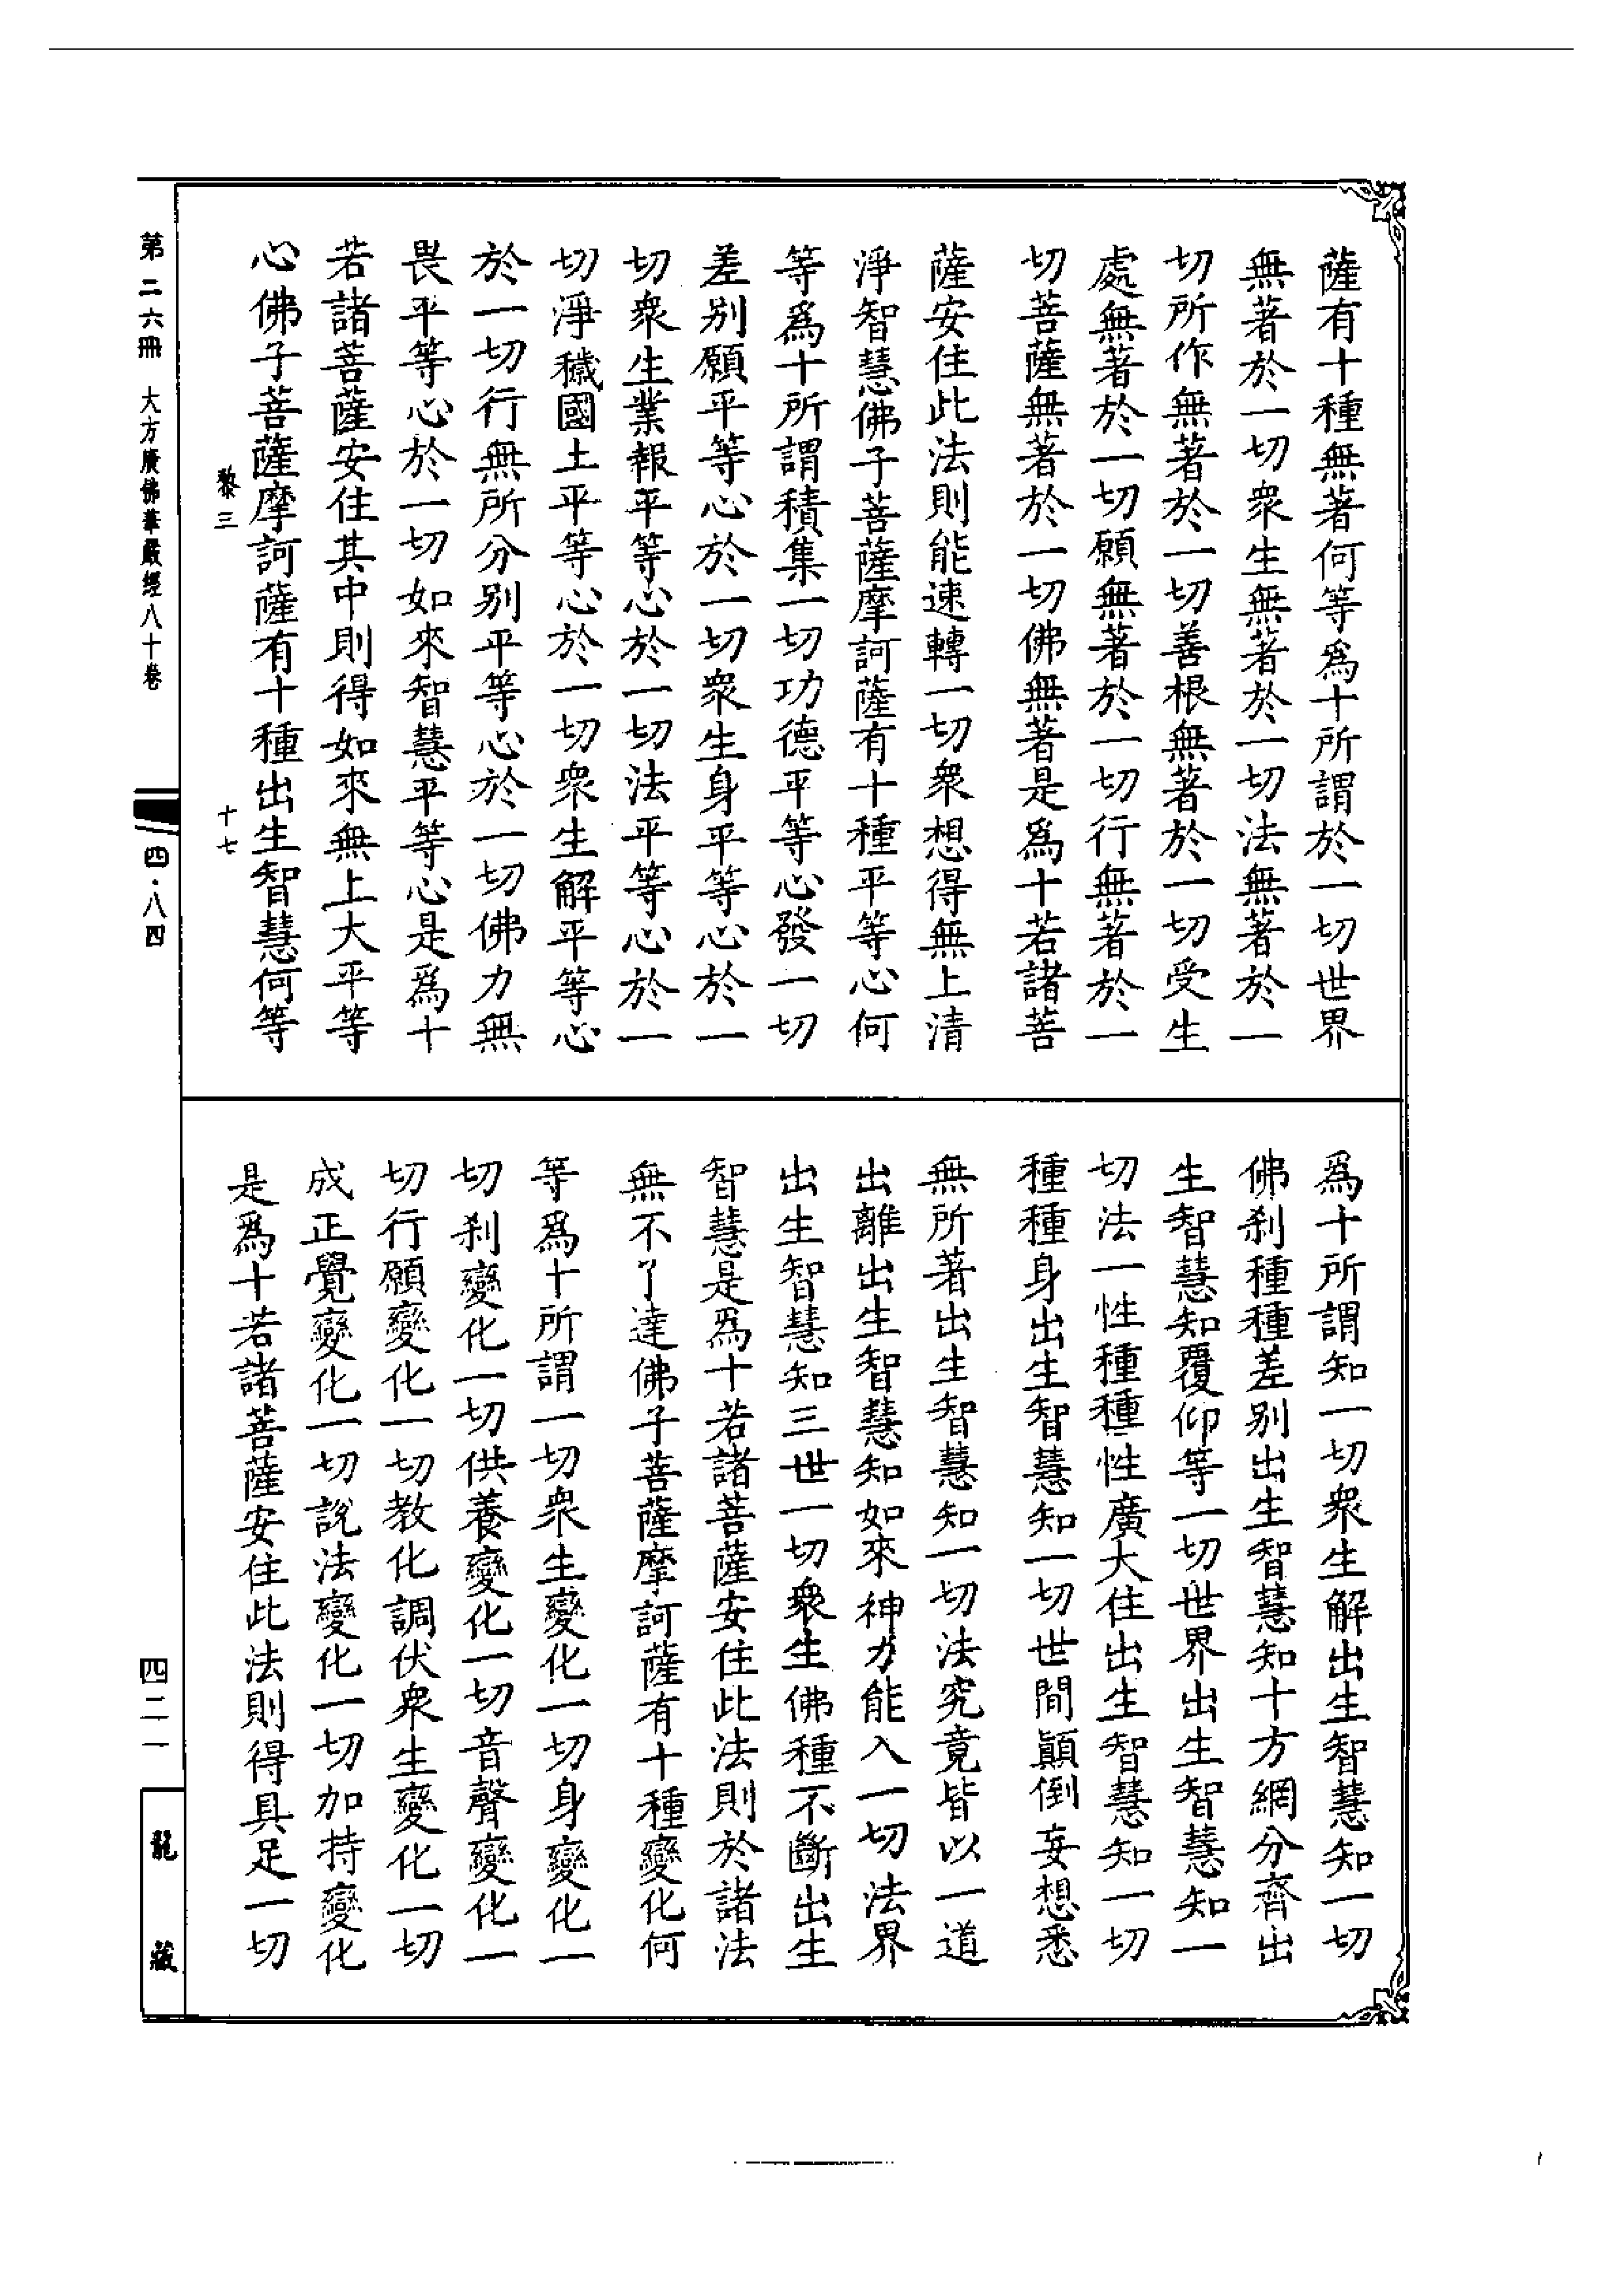 薩有十種無著何等爲十所謂於一切世界
無著於一切衆生無著於一切法無著於一
切所作無著於一切善根無著於一切受生
處無著於一切願無著於一切行無著於一
切菩薩無著於一切佛無著是爲十若諸菩
薩安住此法則能速轉一切衆想得無上清
淨智慧佛子菩薩摩訶薩有十種平等心何
等爲十所謂積集一切功德平等心發一切
差别願平等心於一切衆生身平等心於一
切衆生業報平等心於一切法平等心於一
切淨穢國土平等心於一切衆生解平等心
於一切行無所分别平等心於一切佛力無
畏平等心於一切如來智慧平等心是爲十
若諸菩薩安住其中則得如來無上大平等
心佛子菩薩摩訶薩有十種出生智慧何等
黎三
十七
爲十所謂知一切衆生解出生智慧知一切
佛刹種種差别出生智慧知十方網分齊出
生智慧知覆仰等一切世界出生智慧知一
切法一性種種性廣大住出生智慧知一切
種種身出生智慧知一切世間顚倒妄想悉
無所著出生智慧知一切法究竟皆以一道
出離出生智慧知如來神力能入一切法界
出生智慧知三世一切衆生佛種不斷出生
智慧是爲十若諸菩薩安住此法則於諸法
無不了達佛子菩薩摩訶薩有十種變化何
等爲十所謂一切衆生變化一切身變化一
切刹變化一切供養變化一切音聲變化一
切行願變化一切教化調伏衆生變化一切
成正覺變化一切說法變化一切加持變化
是爲十若諸菩薩安住此法則得具足一切
第二六冊 大方廣佛華嚴經八十卷
四·八四
四二一
龍藏